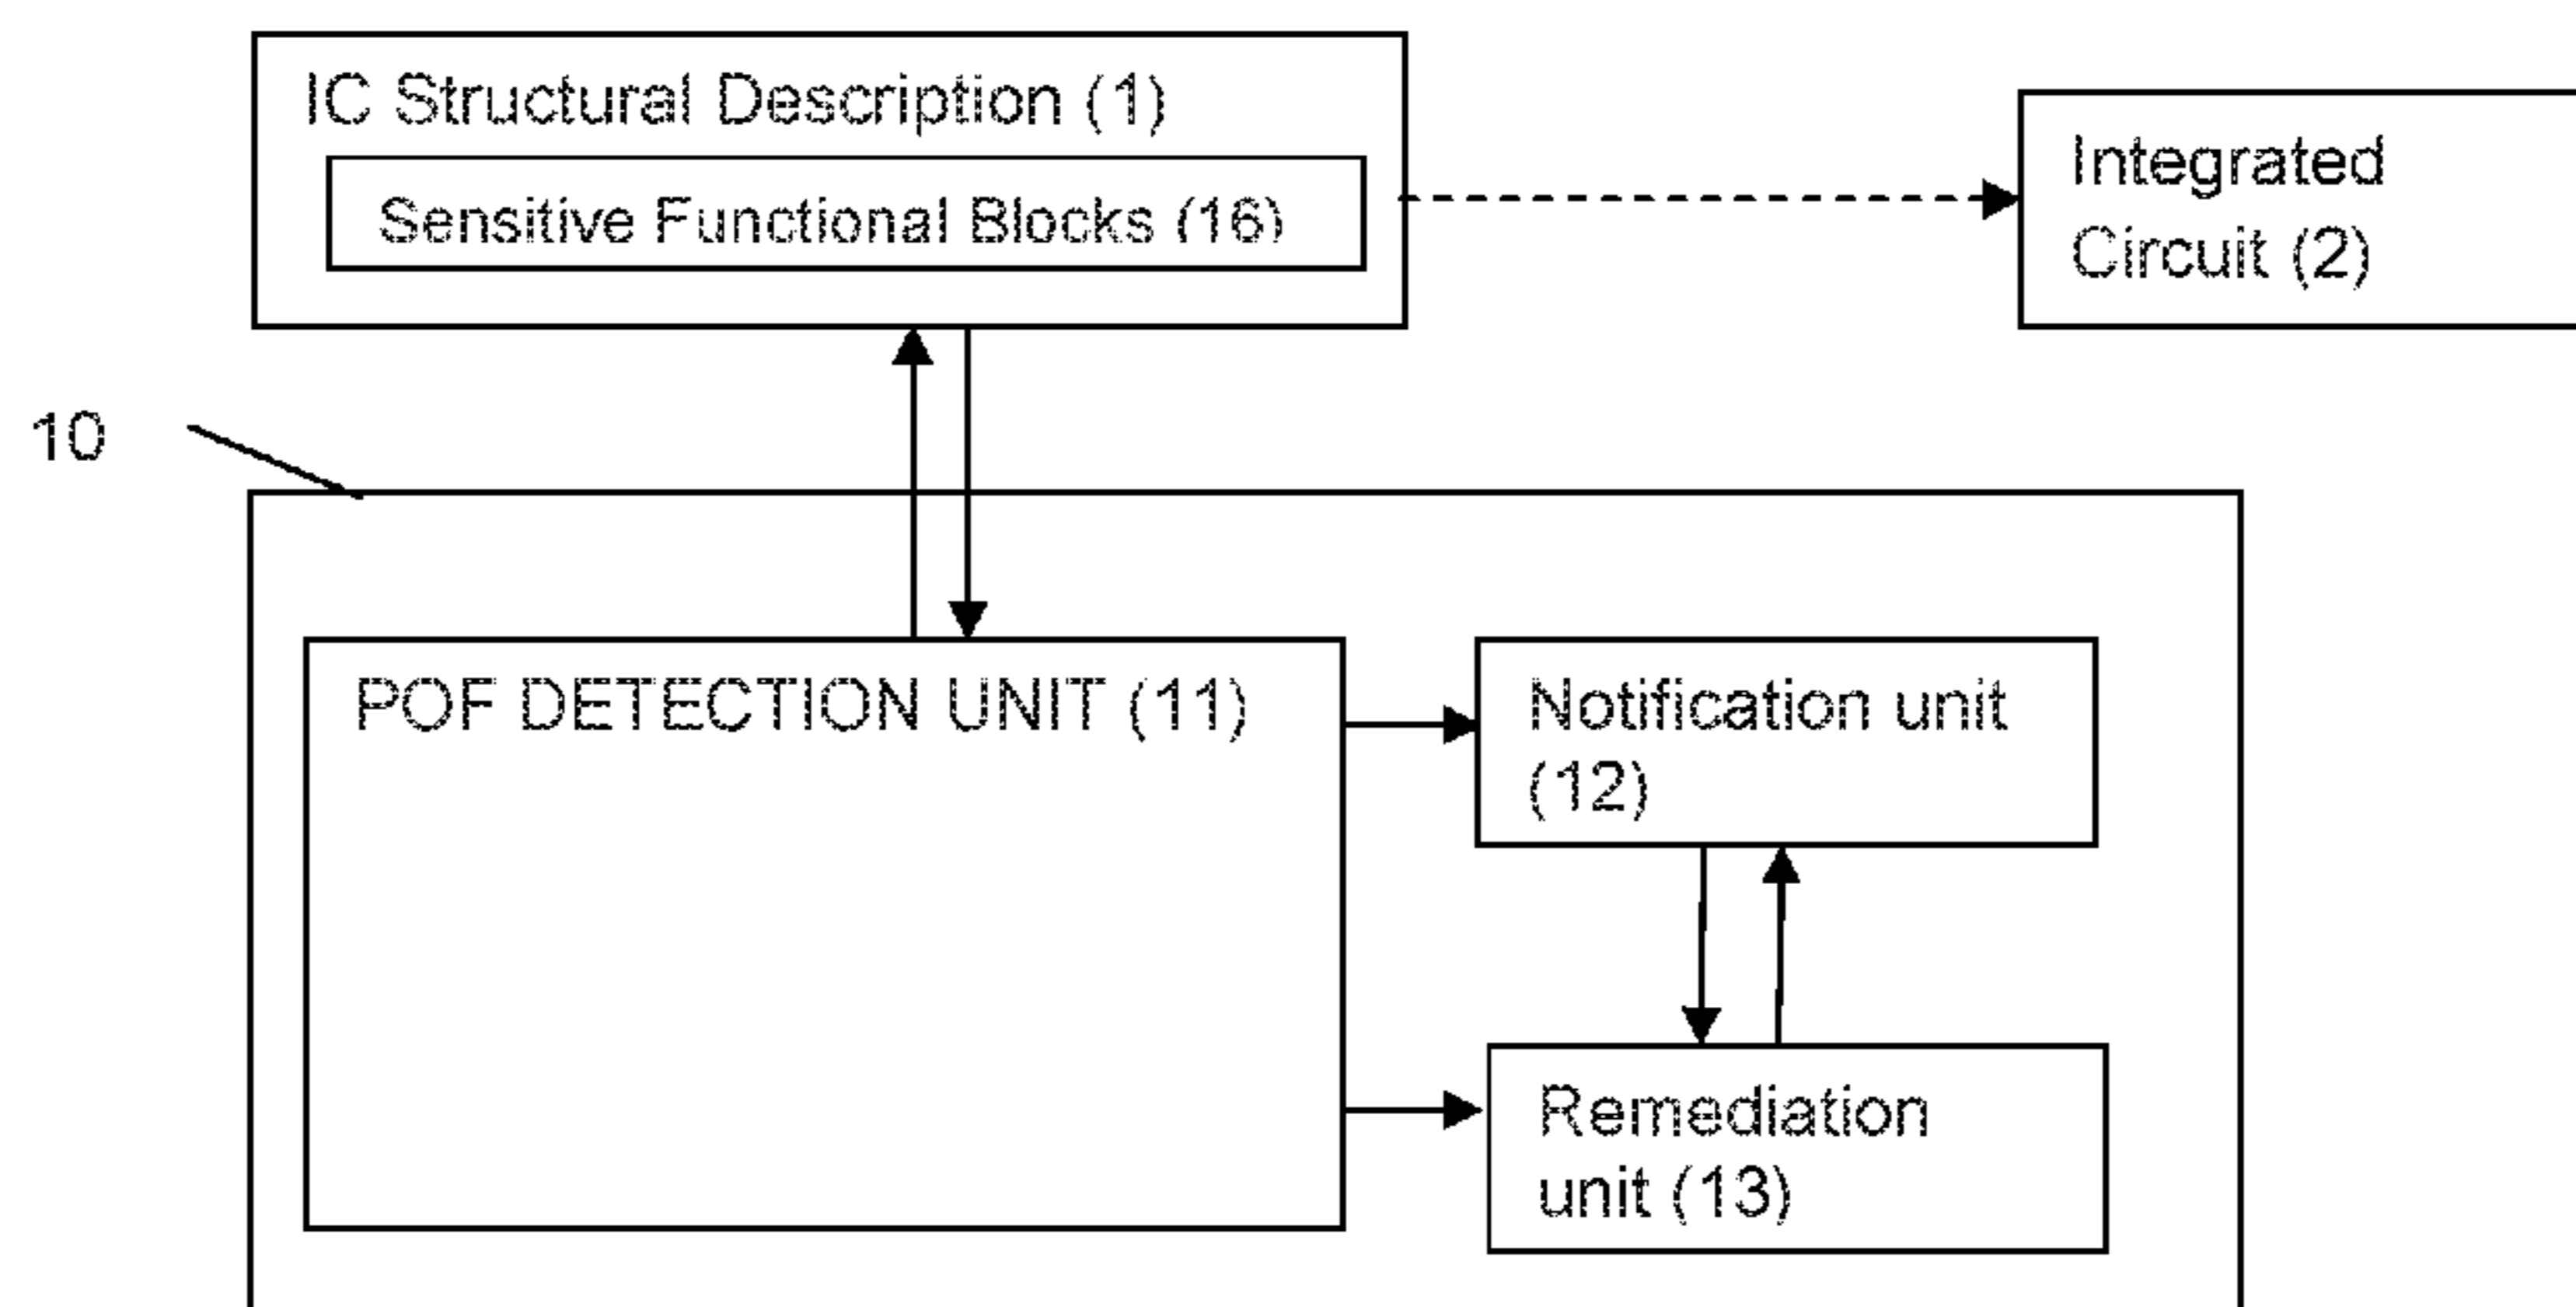 IC Structural Description (1)
Sensitive Functional Blocks (16)
Integrated
Circuit (2)
10
POF DETECTION UNIT (11)
Notification unit
(12)
Remediation
unit (13)